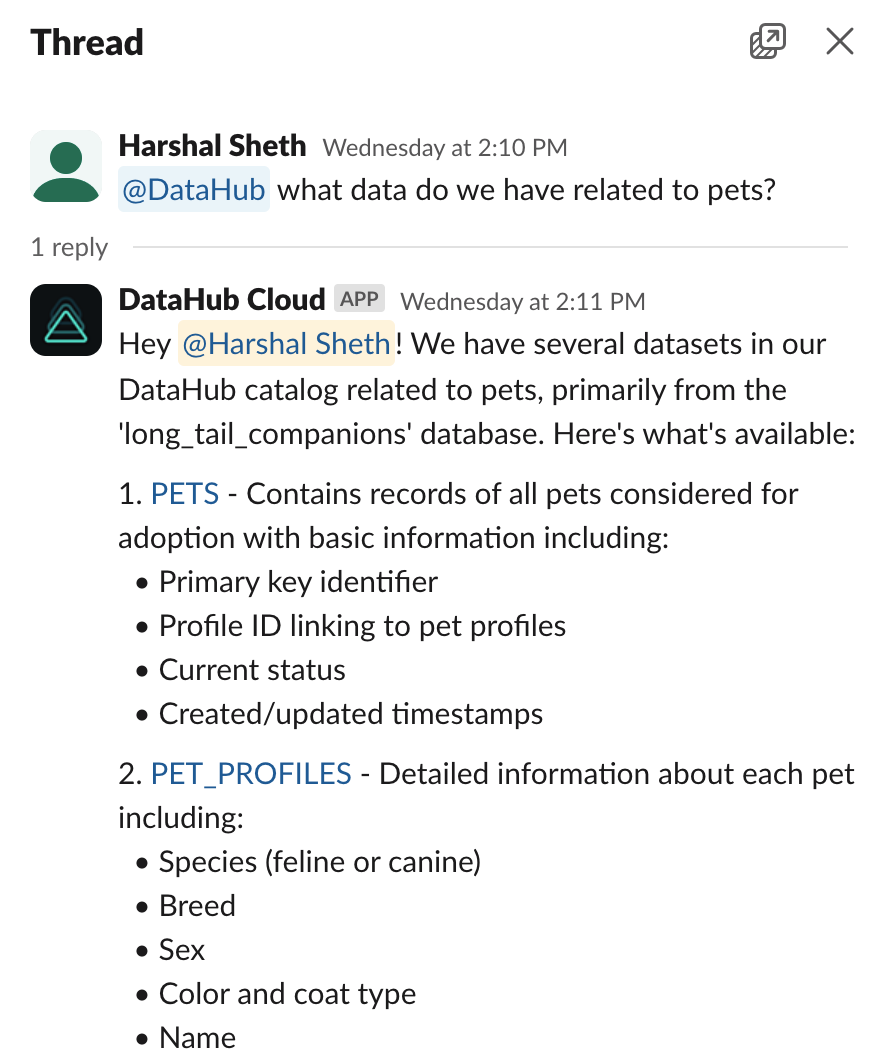 Thread
Harshal Sheth Wednesday at 2:10 PM
@DataHub what data do we have related to pets?
1 reply
DataHub Cloud APP Wednesday at 2:11 PM
Hey @Harshal Sheth! We have several datasets in our
DataHub catalog related to pets, primarily from the
'long_tail_companions' database. Here's what's available:
1. PETS - Contains records of all pets considered for
adoption with basic information including:
• Primary key identifier
• Profile ID linking to pet profiles
• Current status
• Created/updated timestamps
2. PET_PROFILES - Detailed information about each pet
including:
• Species (feline or canine)
• Breed
• Sex
• Color and coat type
• Name